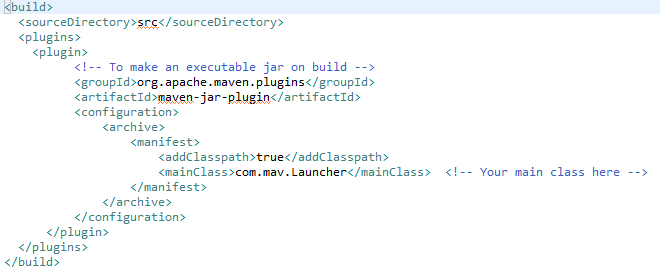 <build>
<sourceDirectory>src</sourceDirectory>
<plugins>
<plugin>
<!-- To make an executable jar on build -->
<groupId>org.apache.maven.plugins</groupId>
<artifactId>maven-jar-plugin</artifactId>
<configuration>
<archive>
<manifest>
<addClasspath>true</addClasspath>
<mainClass>com.mav.Launcher</mainClass>  <!-- Your main class here -->
</manifest>
</archive>
</configuration>
</plugin>
</plugins>
</build>